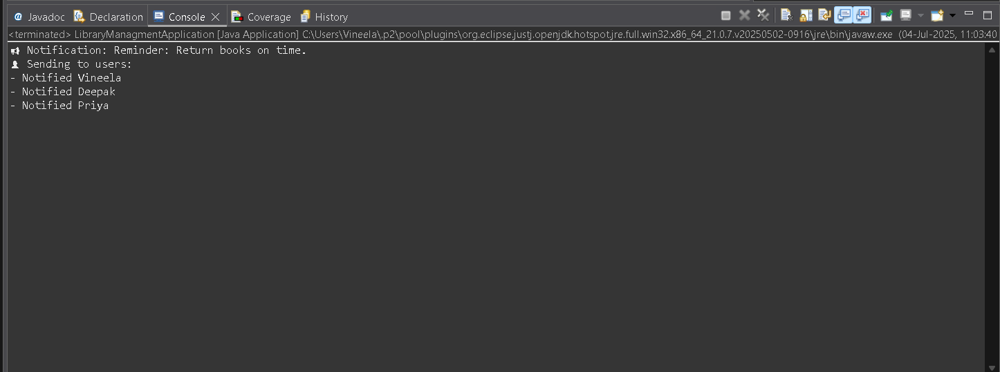 @ Javadoc Declaration Console Coverage History
<terminated> LibraryManagmentApplication [Java Application] C:\Users\Vineela\.p2\pool\plugins\org.eclipse.justj.openjdk.hotspot.jre.full.win32.x86_64_21.0.7.v20250502-0916\jre\bin\javaw.exe (04-Jul-2025, 11:03:40
📢 Notification: Reminder: Return books on time.
👤 Sending to users:
- Notified Vineela
- Notified Deepak
- Notified Priya